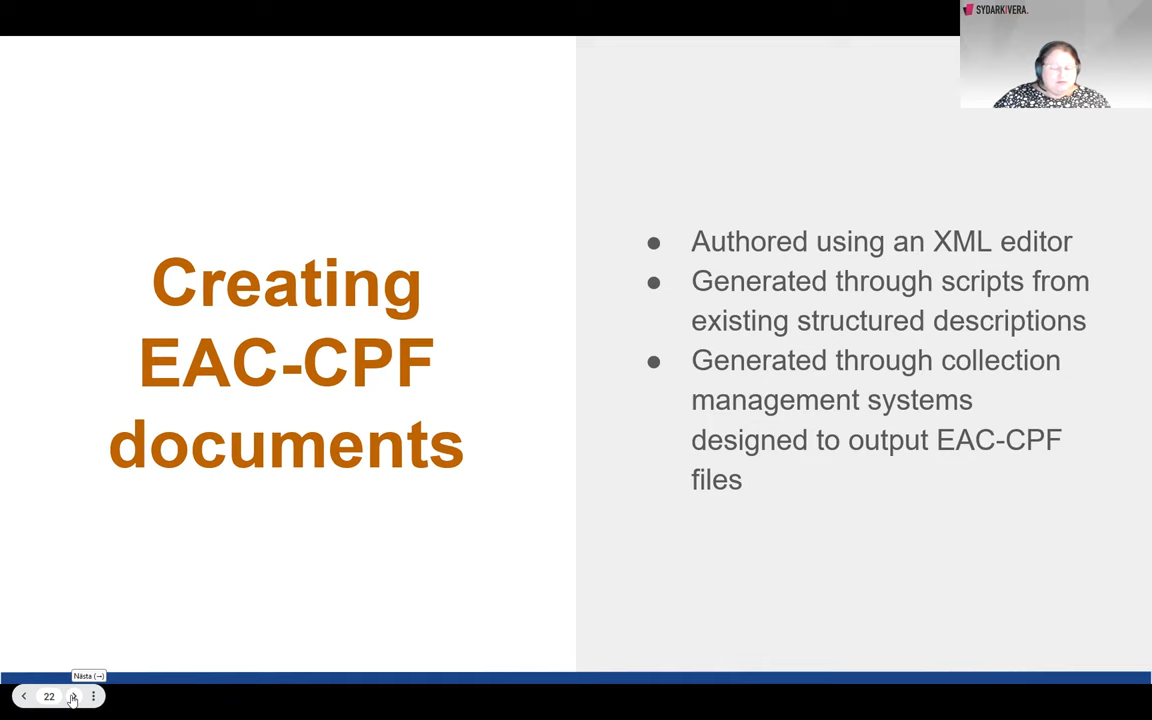 SYDARKIVERA.
Creating
EAC-CPF
documents
● Authored using an XML editor
● Generated through scripts from
existing structured descriptions
● Generated through collection
management systems
designed to output EAC-CPF
files
Nästa (→)
22